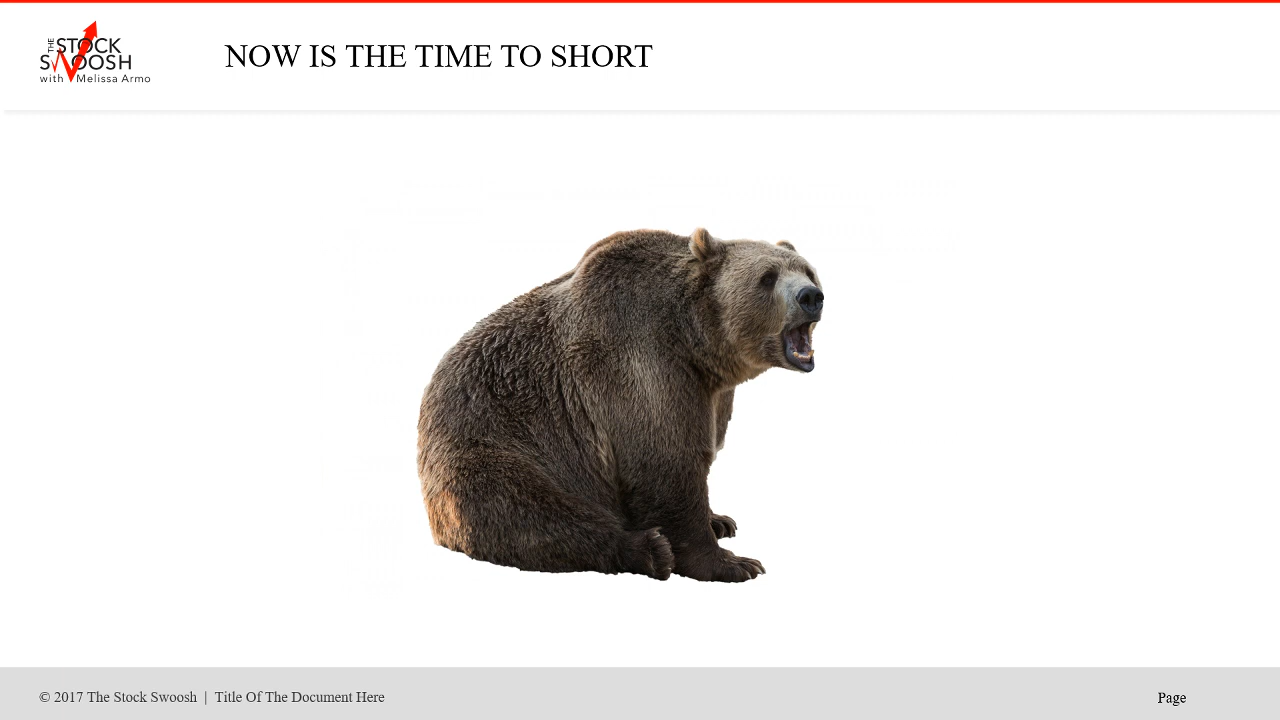 THE STOCK
SWOOSH
with Melissa Armo
NOW IS THE TIME TO SHORT
© 2017 The Stock Swoosh | Title Of The Document Here
Page